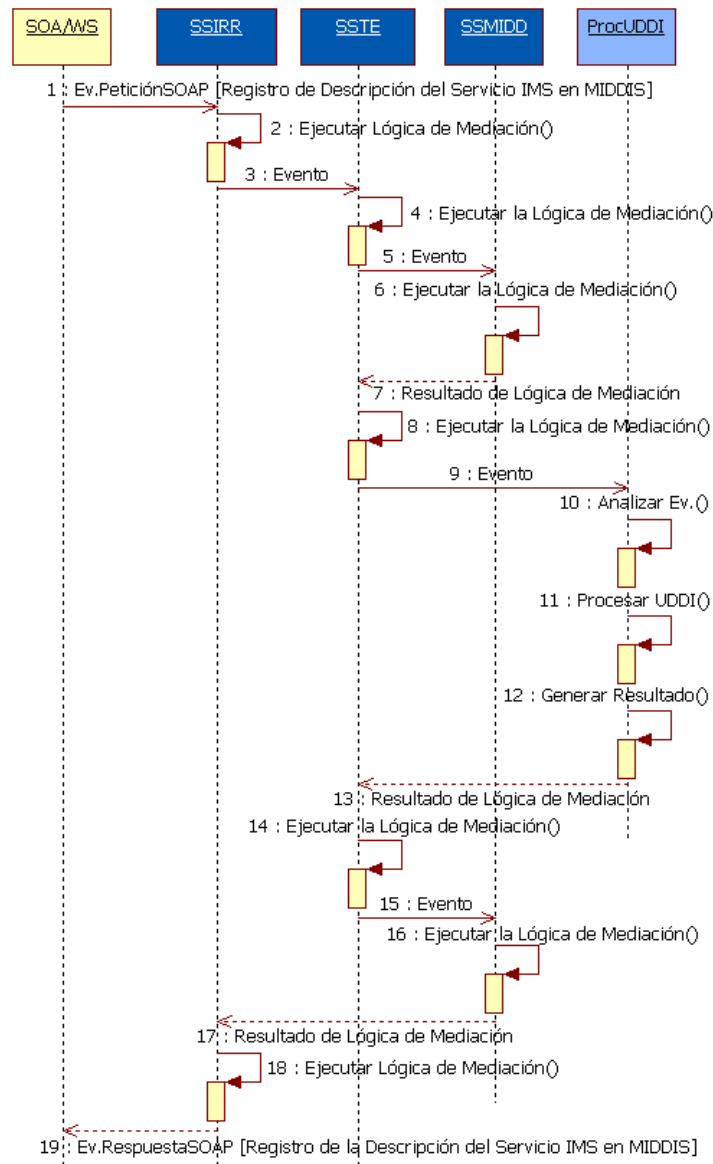 SOA/WS SSIRR SSTE SSMIDD ProcUDDI
1 : Ev.PeticiónSOAP [Registro de Descripción del Servicio IMS en MIDDIS]
2 : Ejecutar Lógica de Mediación()
3 : Evento
4 : Ejecutar la Lógica de Mediación()
5 : Evento
6 : Ejecutar la Lógica de Mediación()
7 : Resultado de Lógica de Mediación
8 : Ejecutar la Lógica de Mediación()
9 : Evento
10 : Analizar Ev.()
11 : Procesar UDDI()
12 : Generar Resultado()
13 : Resultado de Lógica de Mediación
14 : Ejecutar la Lógica de Mediación()
15 : Evento
16 : Ejecutar la Lógica de Mediación()
17 : Resultado de Lógica de Mediación
18 : Ejecutar Lógica de Mediación()
19 : Ev.RespuestaSOAP [Registro de la Descripción del Servicio IMS en MIDDIS]